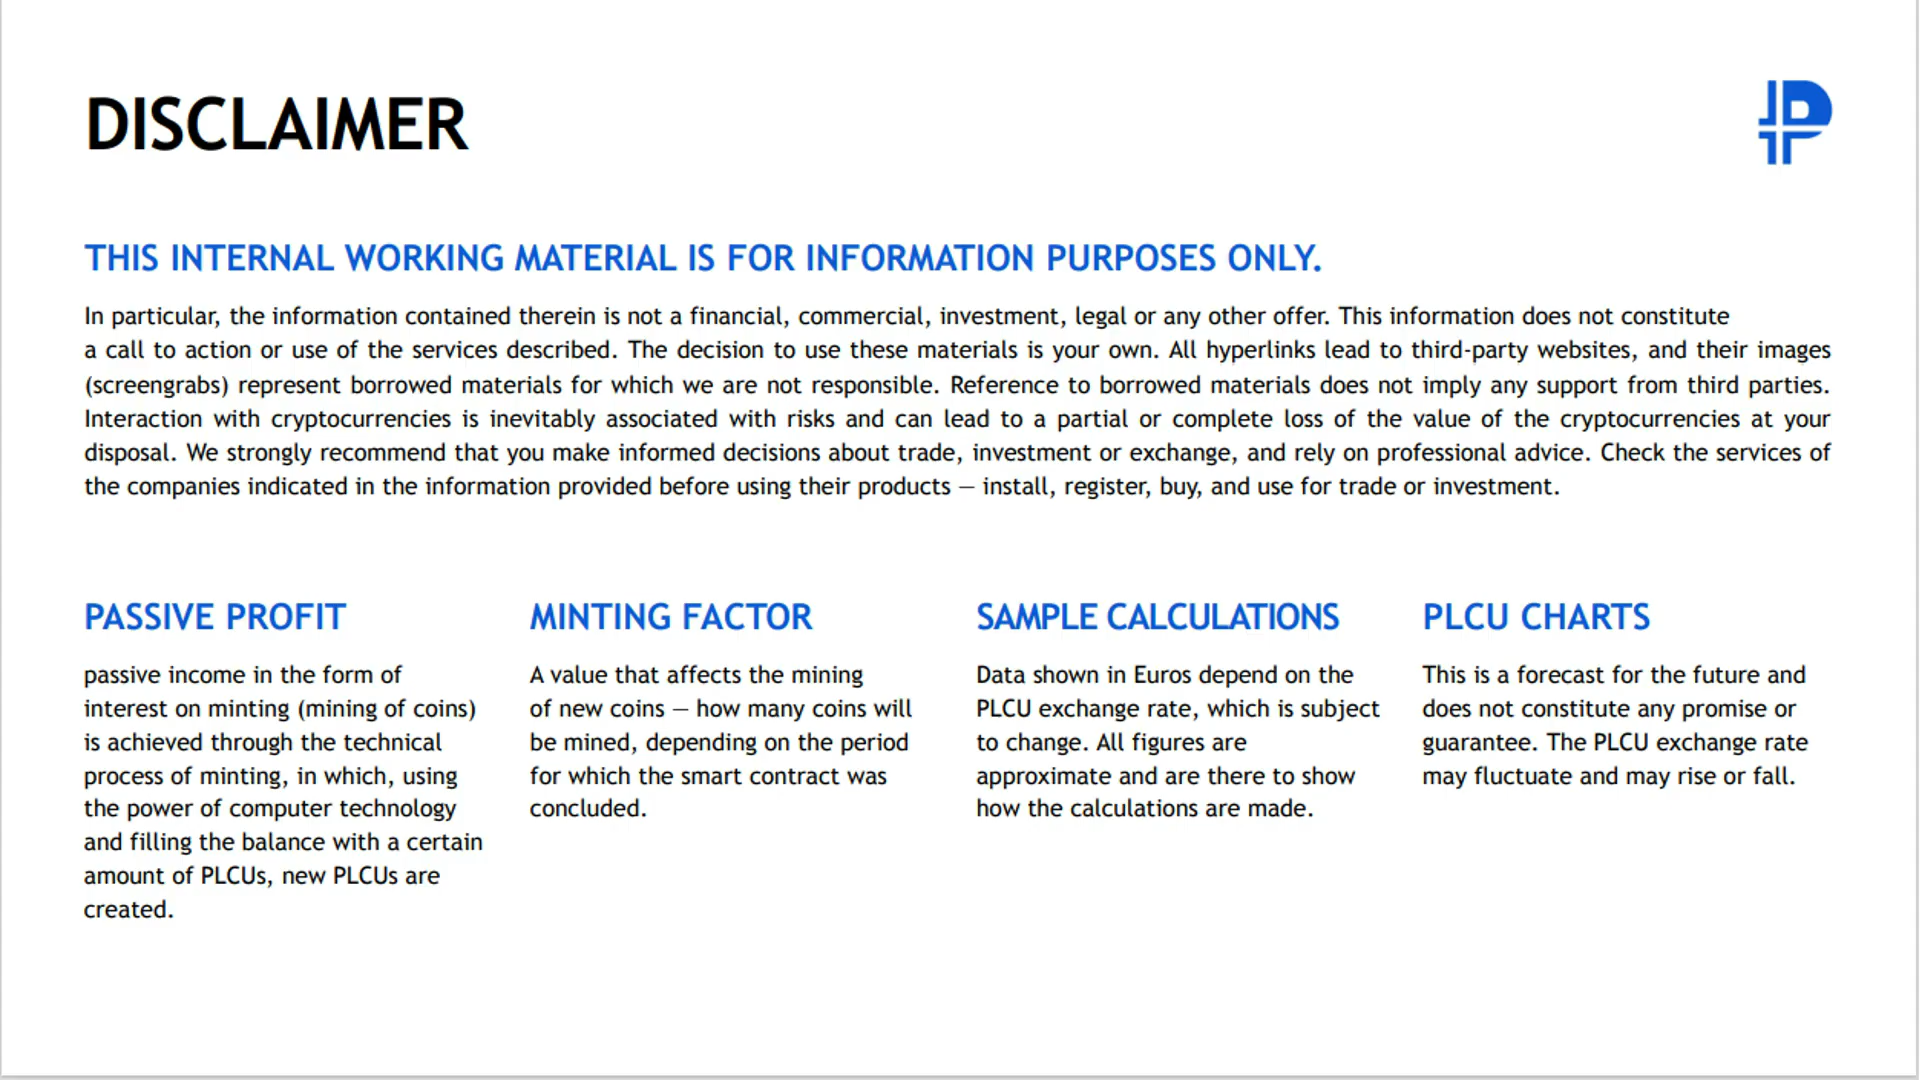 DISCLAIMER
THIS INTERNAL WORKING MATERIAL IS FOR INFORMATION PURPOSES ONLY.
In particular, the information contained therein is not a financial, commercial, investment, legal or any other offer. This information does not constitute
a call to action or use of the services described. The decision to use these materials is your own. All hyperlinks lead to third-party websites, and their images
(screengrabs) represent borrowed materials for which we are not responsible. Reference to borrowed materials does not imply any support from third parties.
Interaction with cryptocurrencies is inevitably associated with risks and can lead to a partial or complete loss of the value of the cryptocurrencies at your
disposal. We strongly recommend that you make informed decisions about trade, investment or exchange, and rely on professional advice. Check the services of
the companies indicated in the information provided before using their products — install, register, buy, and use for trade or investment.
PASSIVE PROFIT
passive income in the form of
interest on minting (mining of coins)
is achieved through the technical
process of minting, in which, using
the power of computer technology
and filling the balance with a certain
amount of PLCUs, new PLCUs are
created.
MINTING FACTOR
A value that affects the mining
of new coins — how many coins will
be mined, depending on the period
for which the smart contract was
concluded.
SAMPLE CALCULATIONS
Data shown in Euros depend on the
PLCU exchange rate, which is subject
to change. All figures are
approximate and are there to show
how the calculations are made.
PLCU CHARTS
This is a forecast for the future and
does not constitute any promise or
guarantee. The PLCU exchange rate
may fluctuate and may rise or fall.